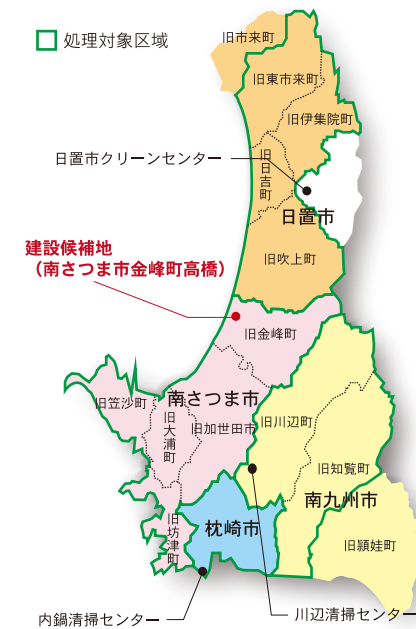 処理対象区域
旧市来町
旧東市来町
旧伊集院町
日置市クリーンセンター
旧日吉町
日置市
建設候補地
（南さつま市金峰町高橋）
旧吹上町
旧金峰町
旧笠沙町
南さつま市
旧大浦町
旧加世田市
旧川辺町
旧知覧町
南九州市
枕崎市
旧坊津町
旧頴娃町
内鍋清掃センター
川辺清掃センター